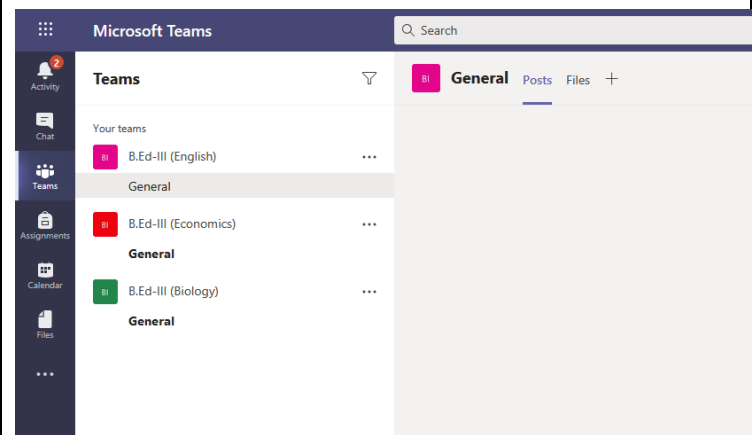 Microsoft Teams
Search
2
Activity
Chat
Teams
Assignments
Calendar
Files
Teams
Your teams
BI B.Ed-III (English)
General
BI B.Ed-III (Economics)
General
BI B.Ed-III (Biology)
General
BI General Posts Files